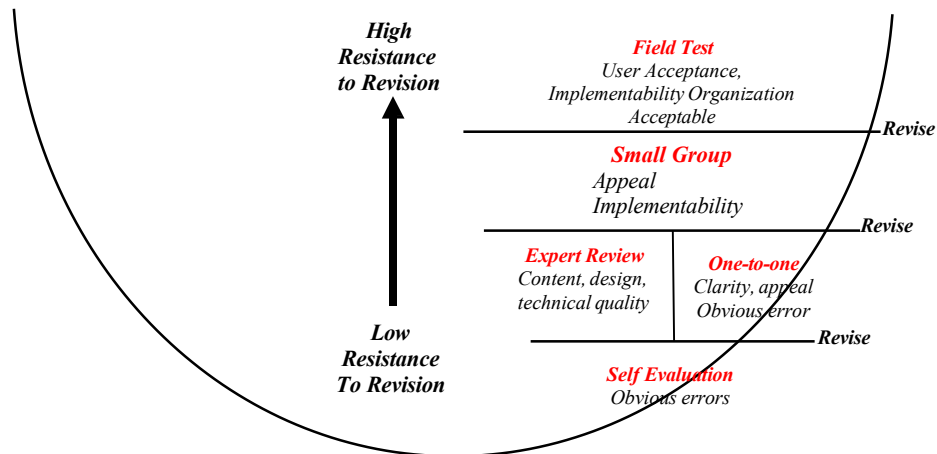 High
Resistance
to Revision
Low
Resistance
To Revision
Field Test
User Acceptance,
Implementability Organization
Acceptable
Revise
Small Group
Appeal
Implementability
Revise
Expert Review
Content, design,
technical quality
One-to-one
Clarity, appeal
Obvious error
Revise
Self Evaluation
Obvious errors